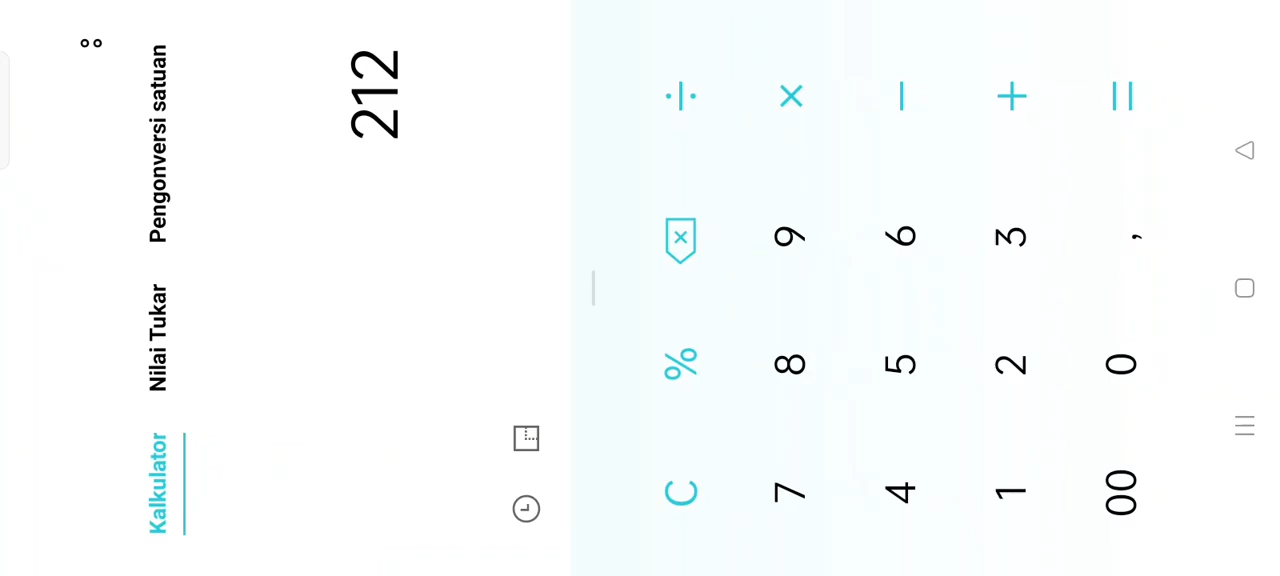 Kalkulator Nilai Tukar Pengonversi satuan
212
C % ÷
7 8 9 ×
4 5 6 −
1 2 3 +
00 0 , =